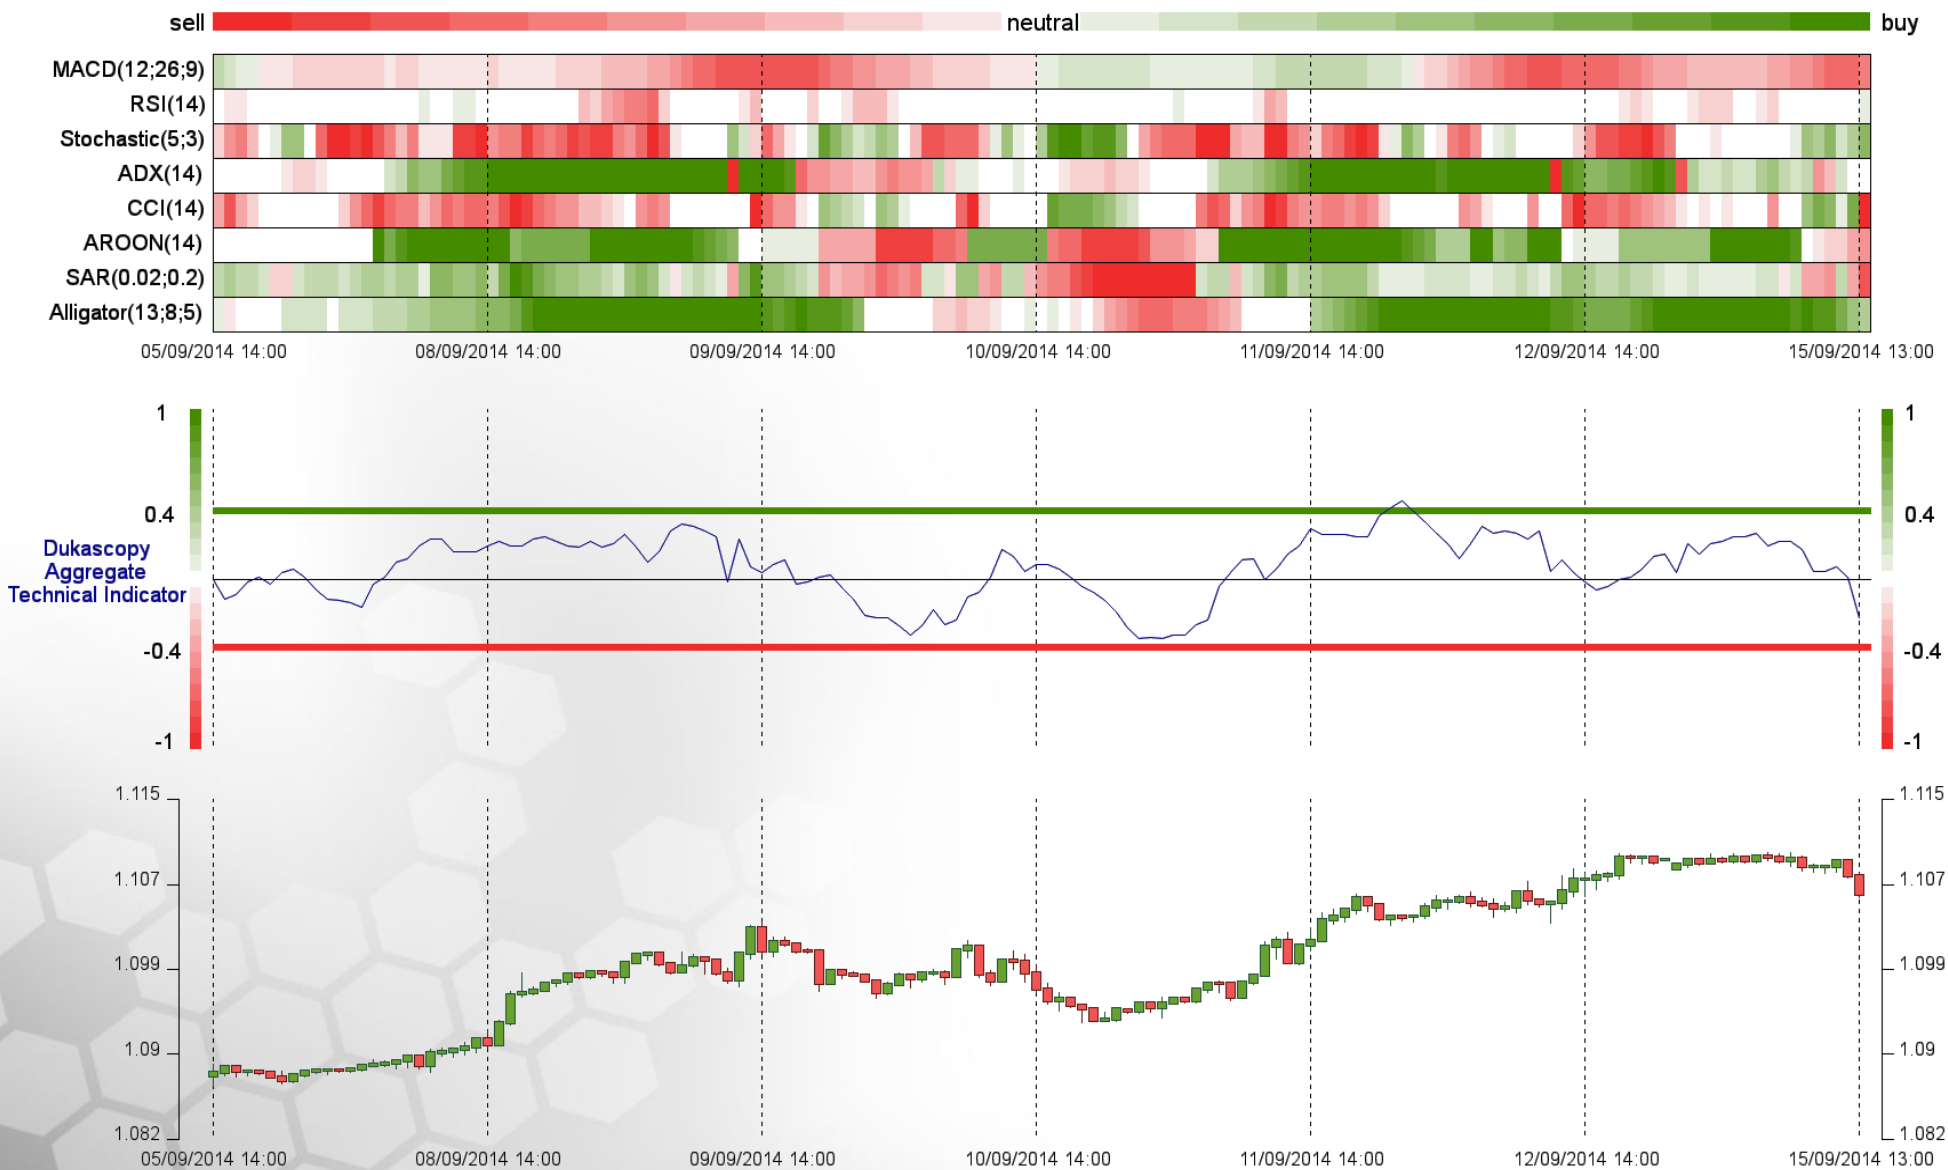 sell neutral buy
MACD(12;26;9)
RSI(14)
Stochastic(5;3)
ADX(14)
CCI(14)
AROON(14)
SAR(0.02;0.2)
Alligator(13;8;5)
05/09/2014 14:00 08/09/2014 14:00 09/09/2014 14:00 10/09/2014 14:00 11/09/2014 14:00 12/09/2014 14:00 15/09/2014 13:00
1 1
0.4 0.4
Dukascopy
Aggregate
Technical Indicator
-0.4 -0.4
-1 -1
1.115 1.115
1.107 1.107
1.099 1.099
1.09 1.09
1.082 1.082
05/09/2014 14:00 08/09/2014 14:00 09/09/2014 14:00 10/09/2014 14:00 11/09/2014 14:00 12/09/2014 14:00 15/09/2014 13:00